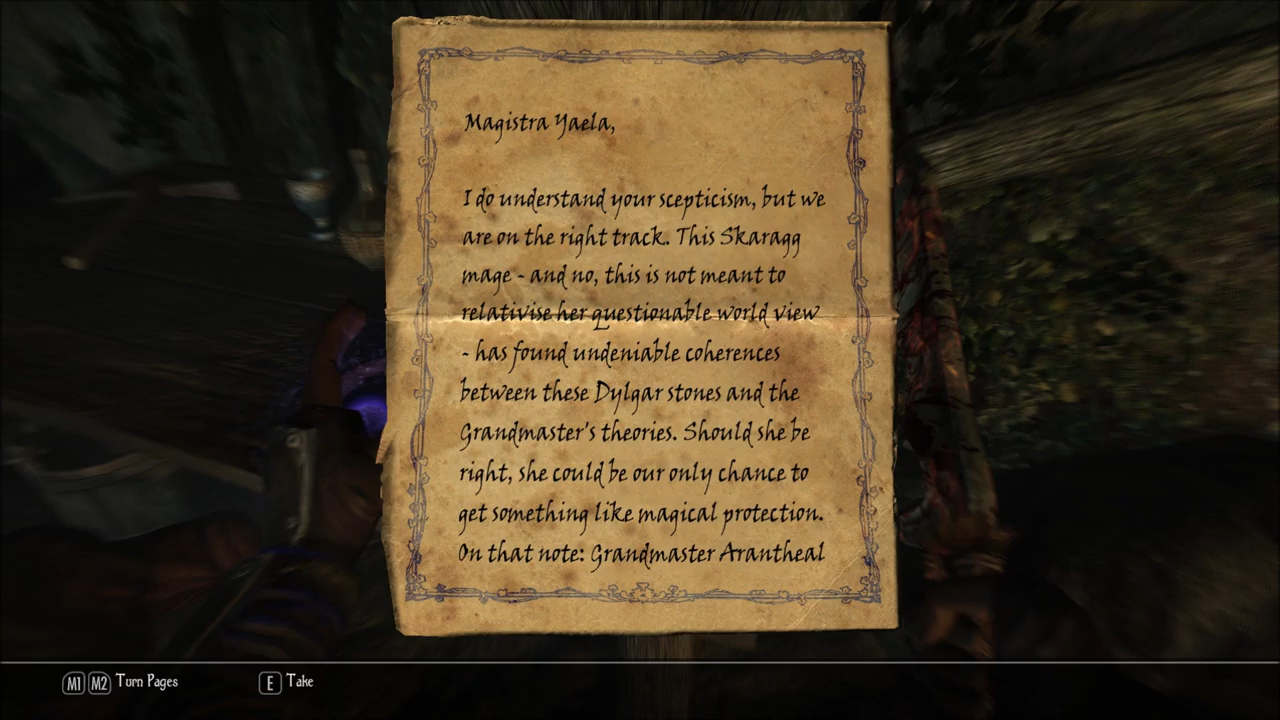 Magistra Yaela,
I do understand your scepticism, but we
are on the right track. This Skaragg
mage - and no, this is not meant to
relativise her questionable world view
- has found undeniable coherences
between these Dylgar stones and the
Grandmaster's theories. Should she be
right, she could be our only chance to
get something like magical protection.
On that note: Grandmaster Arantheal
M1 M2 Turn Pages E Take